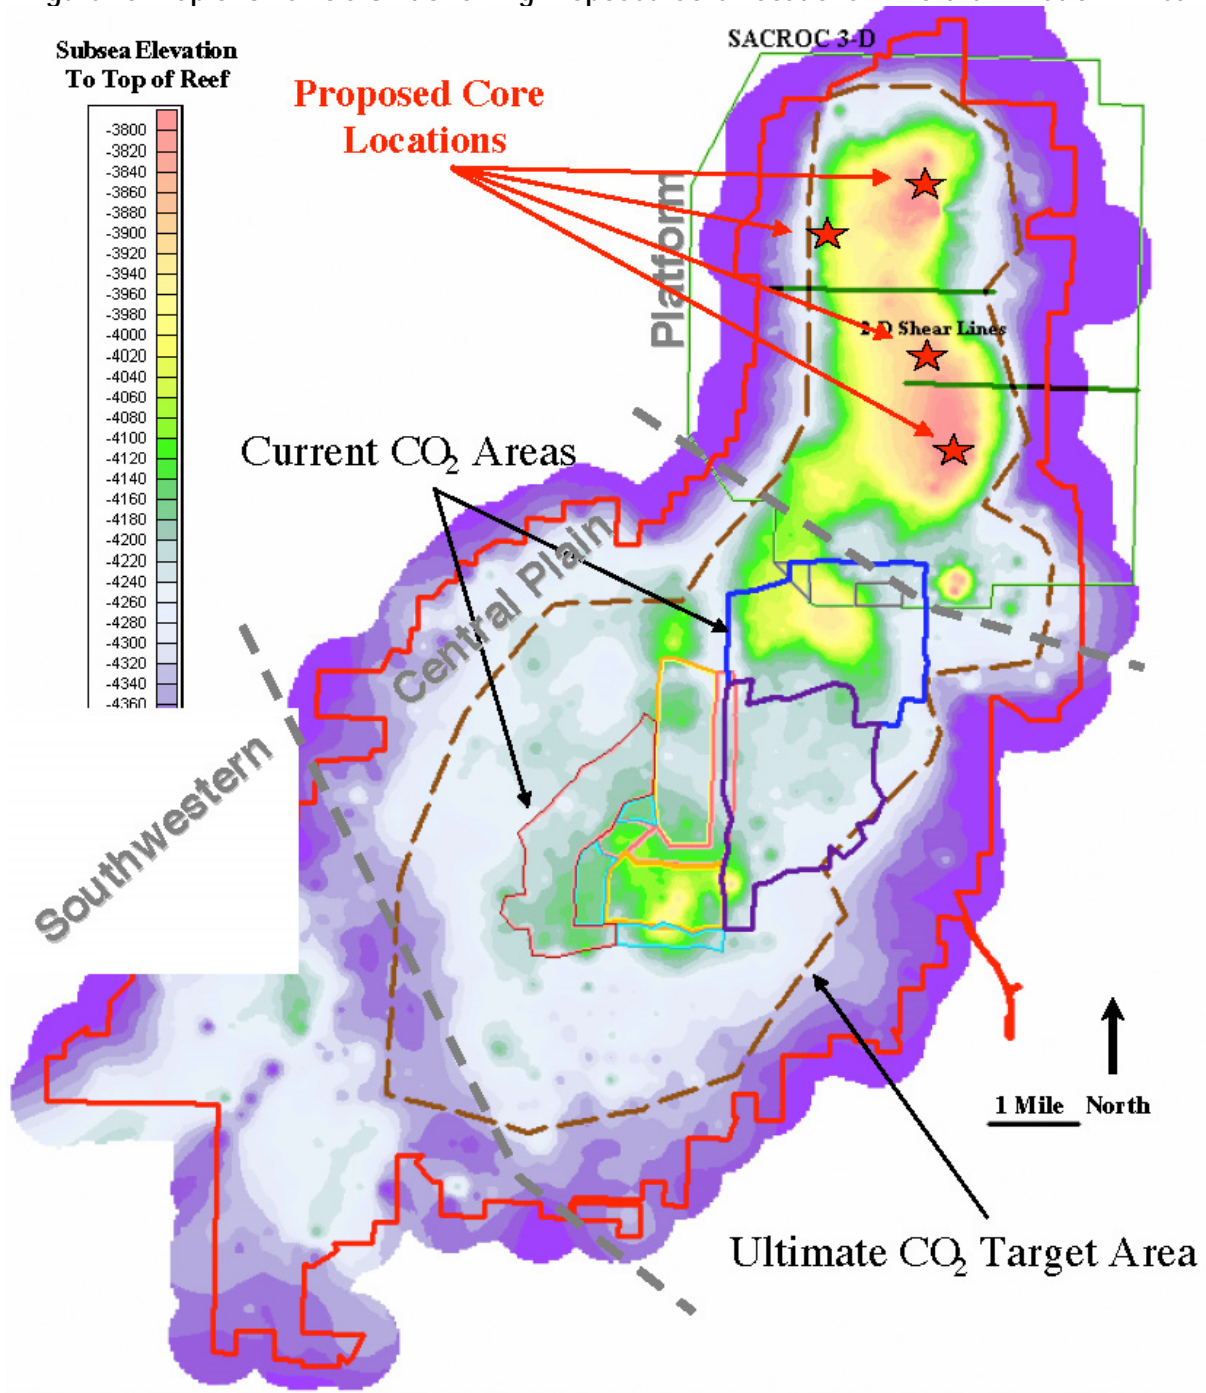 SACROC 3-D
Subsea Elevation
To Top of Reef
Proposed Core
Locations
-3800
-3820
-3840
-3860
-3880
-3900
-3920
-3940
-3960
-3980
-4000
-4020
-4040
-4060
-4080
-4100
-4120
-4140
-4160
-4180
-4200
-4220
-4240
-4260
-4280
-4300
-4320
-4340
-4360
Platform
2-D Shear Lines
Current CO2 Areas
Central Plain
Southwestern
1 Mile North
Ultimate CO2 Target Area